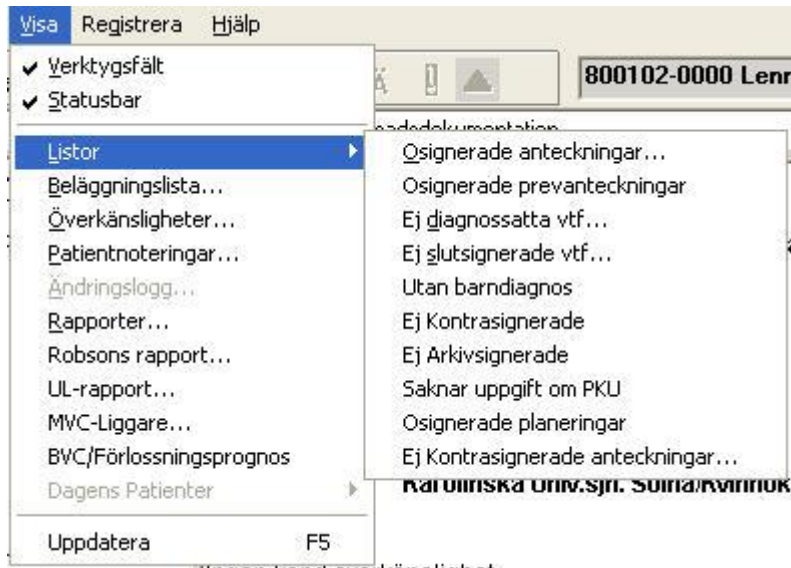 Visa Registrera Hjälp
Verktygsfält
Statusbar
800102-0000
Listor
Beläggningslista...
Överkänsligheter...
Patientnoteringar...
Ändringslogg...
Rapporter...
Robsons rapport...
UL-rapport...
MVC-Liggare...
BVC/Förlossningsprognos
Dagens Patienter
Uppdatera F5
Osignerade anteckningar...
Osignerade prevanteckningar
Ej diagnossatta vtf...
Ej slutsignerade vtf...
Utan barndiagnos
Ej Kontrasignerade
Ej Arkivsignerade
Saknar uppgift om PKU
Osignerade planeringar
Ej Kontrasignerade anteckningar...
Karolinska Univ.sjh. Solna/Kvinnok